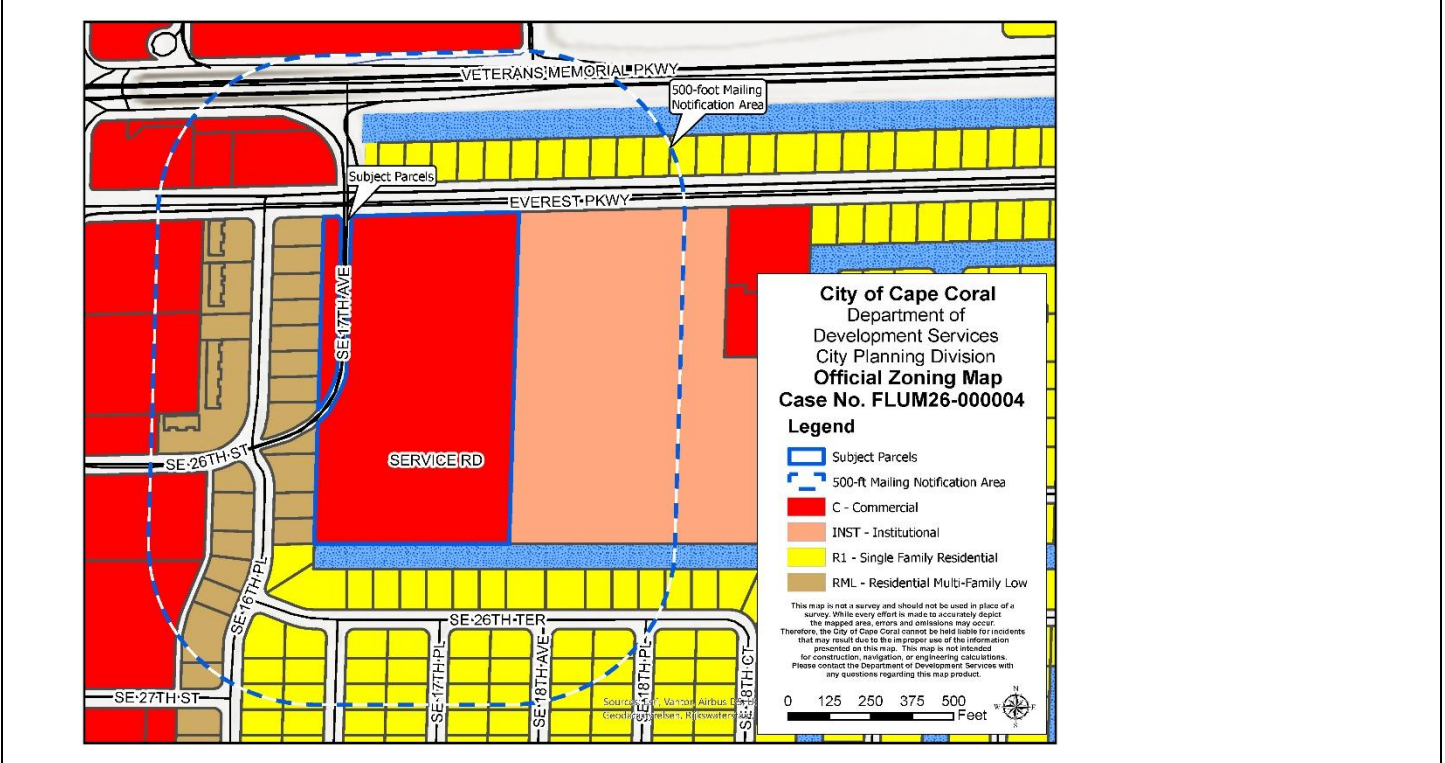 VETERANS MEMORIAL PKWY
500-foot Mailing
Notification Area
Subject Parcels
EVEREST PKWY
SE 17TH AVE
SE 26TH ST
SERVICE RD
SE 16TH PL
SE 26TH TER
SE 27TH ST
SE 17TH PL
SE 18TH AVE
SE 18TH PL
SE 18TH CT
City of Cape Coral
Department of
Development Services
City Planning Division
Official Zoning Map
Case No. FLUM26-000004
Legend
Subject Parcels
500-ft Mailing Notification Area
C - Commercial
INST - Institutional
R1 - Single Family Residential
RML - Residential Multi-Family Low
This map is not a survey and should not be used in place of a
survey. While every effort is made to accurately depict
the mapped area, errors and omissions may occur.
Therefore, the City of Cape Coral cannot be held liable for incidents
that may result due to the improper use of the information
presented on this map. This map is not intended
for construction, navigation, or engineering calculations.
Please contact the Department of Development Services with
any questions regarding this map product.
0 125 250 375 500
Feet
N
W E
S
Sources: Esri, Vantor, Airbus DS,